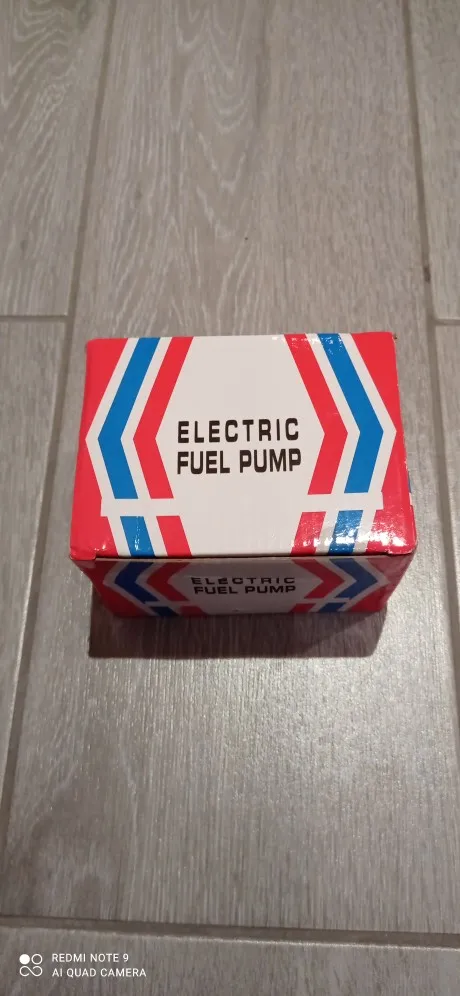 ELECTRIC
FUEL PUMP
ELECTRIC
FUEL PUMP
REDMI NOTE 9
AI QUAD CAMERA